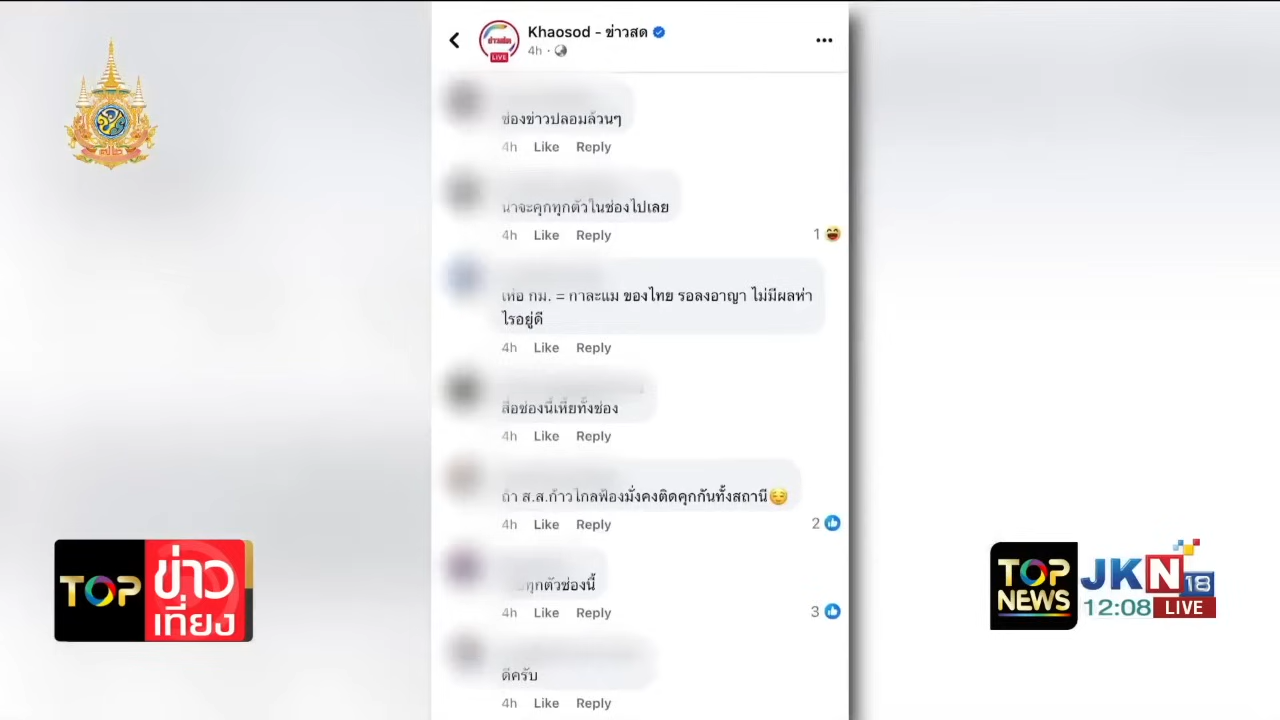 Khaosod - ข่าวสด
4h
LIVE
ช่องข่าวปลอมล้วนๆ
4h Like Reply
น่าจะคุกทุกตัวในช่องไปเลย
4h Like Reply
1
กม. = กาละแม ของไทย รอลงอาญา ไม่มีผลห่า
ไรอยู่ดี
4h Like Reply
สื่อช่องนี้เหี้ยทั้งช่อง
4h Like Reply
ถ้า ส.ส.ก้าวไกลฟ้องมั่งคงติดคุกกันทั้งสถานี😌
4h Like Reply
2
ทุกตัวช่องนี้
4h Like Reply
3
ดีครับ
4h Like Reply
TOP
ข่าว
เที่ยง
TOP
NEWS
JKN
18
12:08
LIVE